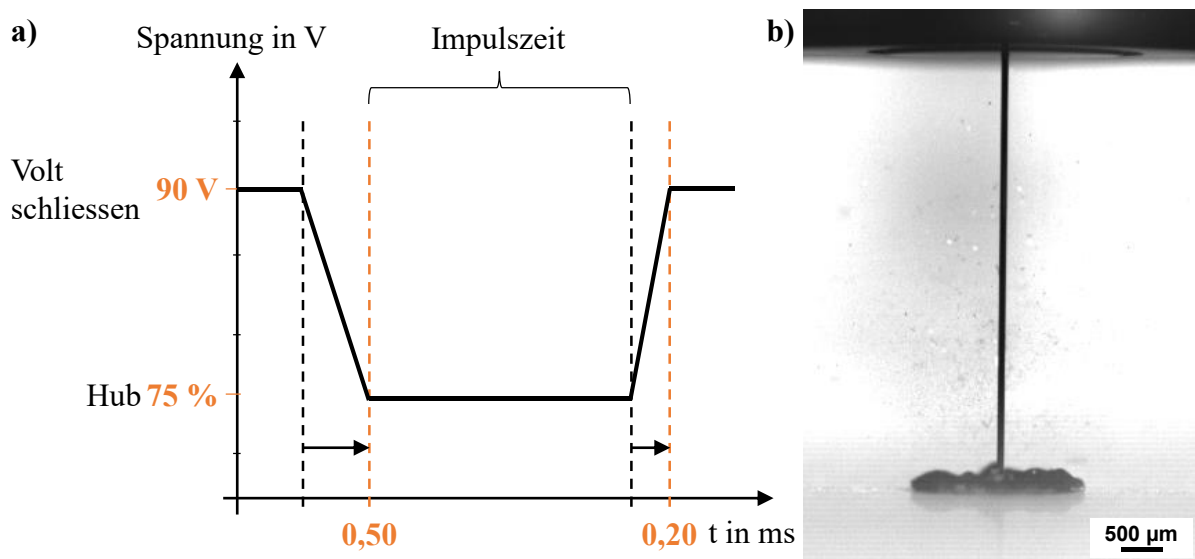 a)
Spannung in V
Impulszeit
Volt
schliessen
90 V
Hub 75 %
0,50
0,20
t in ms
b)
500 µm